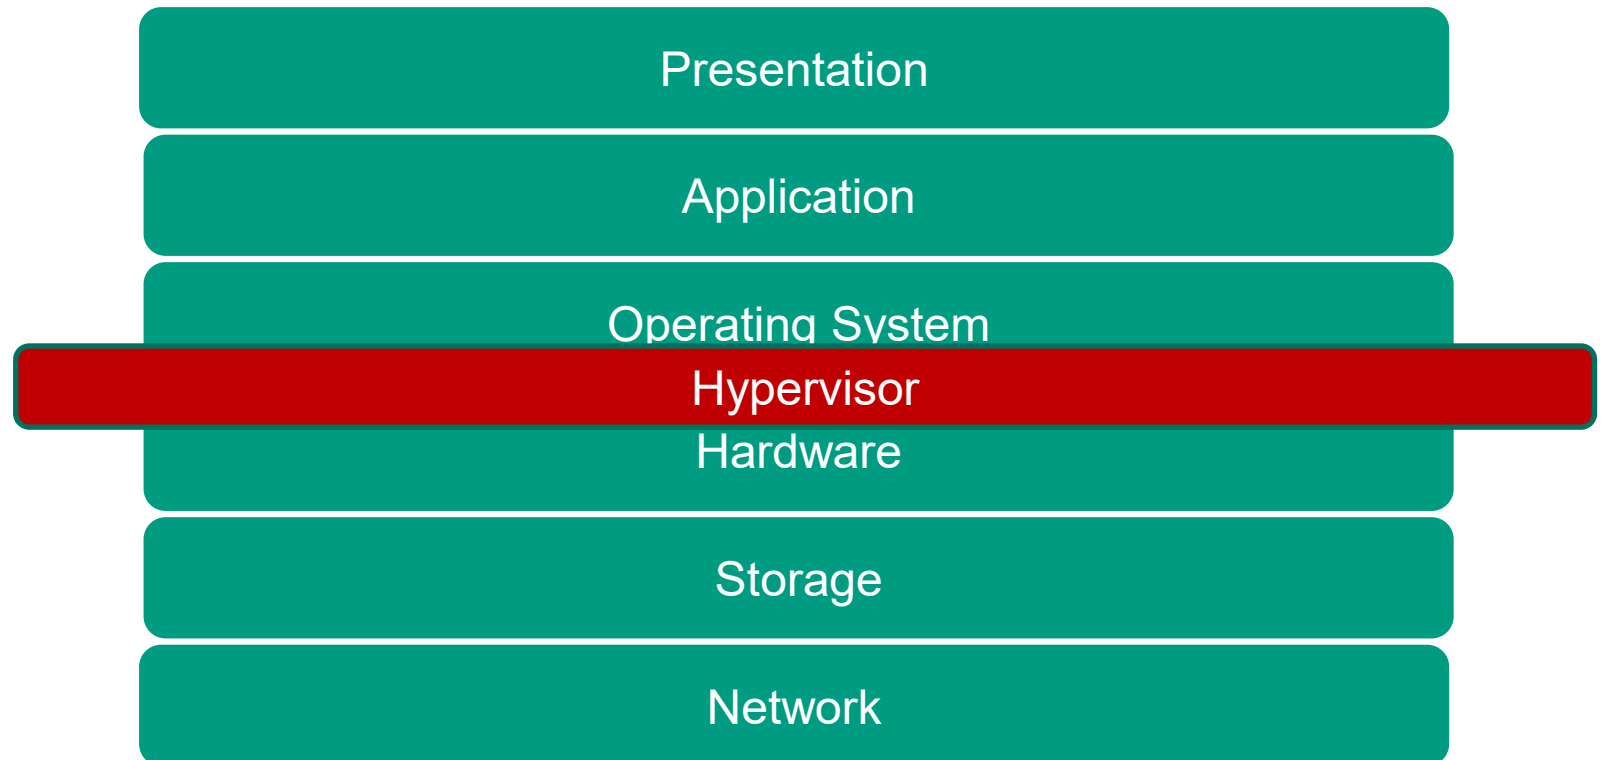 Presentation
Application
Operating System
Hypervisor
Hardware
Storage
Network